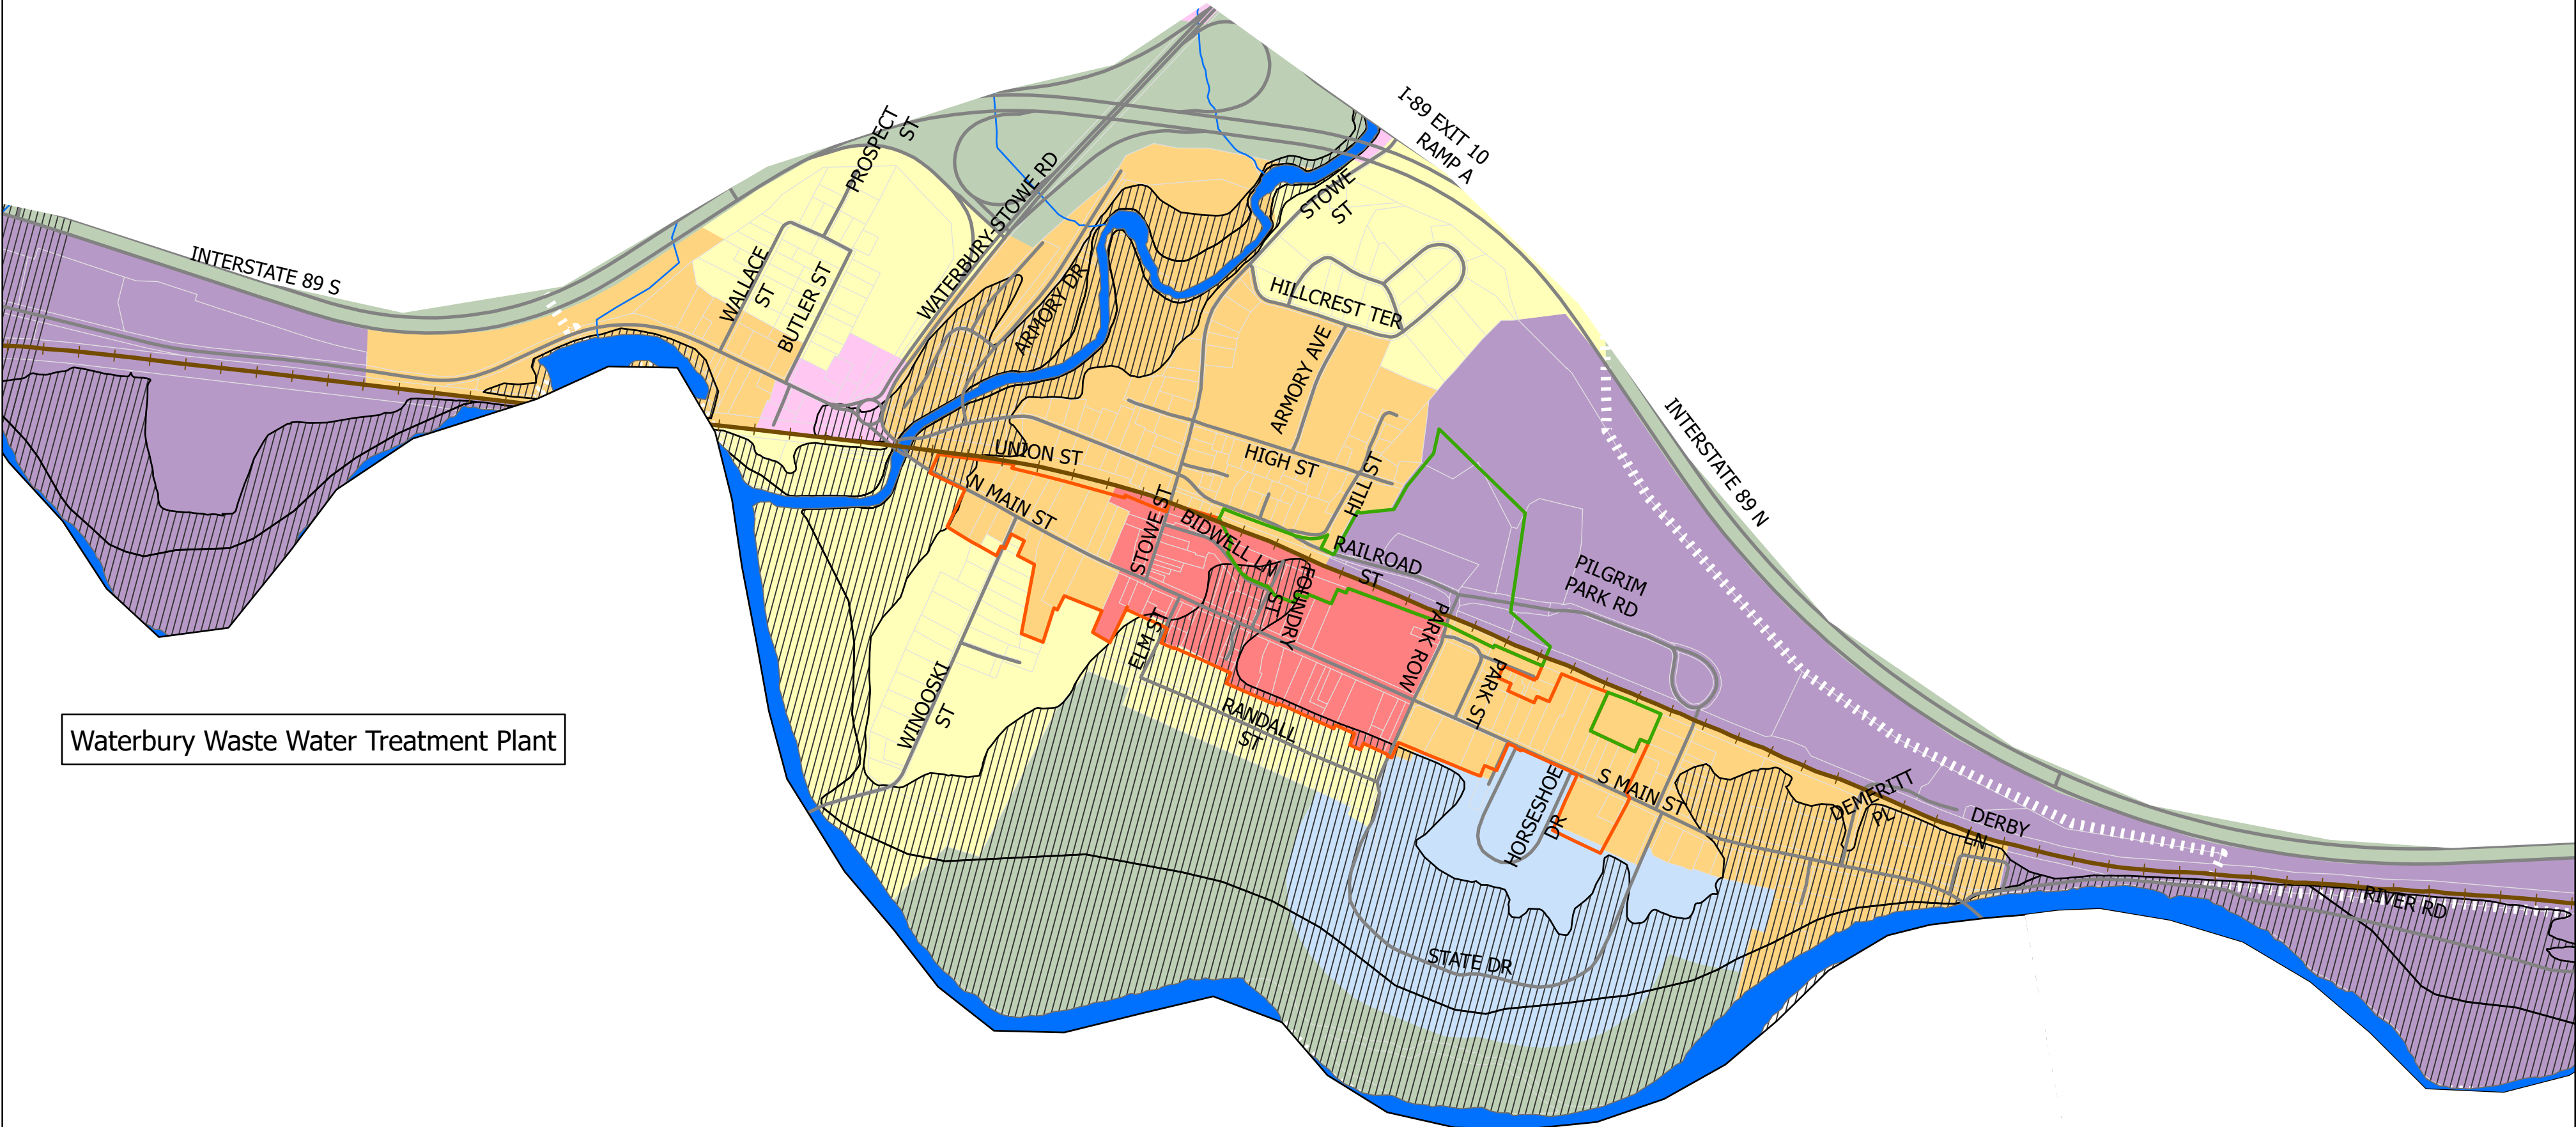 I-89 EXIT 10
RAMP A
PROSPECT
ST
WATERBURY-STOWE RD
STOWE
ST
INTERSTATE 89 S
WALLACE
ST
BUTLER ST
ARMORY DR
HILLCREST TER
ARMORY AVE
INTERSTATE 89 N
UNION ST
HIGH ST
HILL ST
N MAIN ST
STOWE ST
BIDWELL LN
RAILROAD
ST
FOUNDRY
ST
PILGRIM
PARK RD
ELM ST
PARK ROW
PARK ST
WINOOSKI
ST
RANDALL
ST
Waterbury Waste Water Treatment Plant
HORSESHOE
DR
S MAIN ST
DEMERITT
PL
DERBY
LN
RIVER RD
STATE DR